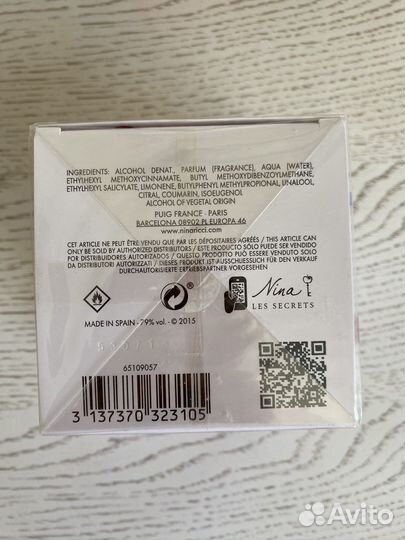 INGREDIENTS: ALCOHOL DENAT., PARFUM (FRAGRANCE), AQUA (WATER),
ETHYLHEXYL METHOXYCINNAMATE, BUTYL METHOXYDIBENZOYLMETHANE,
ETHYLHEXYL SALICYLATE, LIMONENE, BUTYLPHENYL METHYLPROPIONAL, LINALOOL,
CITRAL, COUMARIN, ISOEUGENOL
ALCOHOL OF VEGETAL ORIGIN
PUIG FRANCE - PARIS
BARCELONA 08902 PL.EUROPA 46
www.ninaricci.com
CET ARTICLE NE PEUT ÊTRE VENDU QUE PAR LES DÉPOSITAIRES AGRÉÉS / THIS ARTICLE CAN
ONLY BE SOLD BY AUTHORIZED DISTRIBUTORS / ESTE PRODUCTO SÓLO PUEDE SER VENDIDO
POR DISTRIBUIDORES AUTORIZADOS / QUESTO PRODOTTO PUÒ ESSERE VENDUTO SOLO
DA DISTRIBUTORI AUTORIZZATI / DIESES PRODUKT IST AUSSCHLIESSLICH FÜR DEN VERKAUF
DURCHAUTORISIERTE ERTRIEBSPARTNER VORGESEHEN
Nina
LES SECRETS
MADE IN SPAIN - 79% vol. - © 2015
65109057
3 137370 323105
Avito